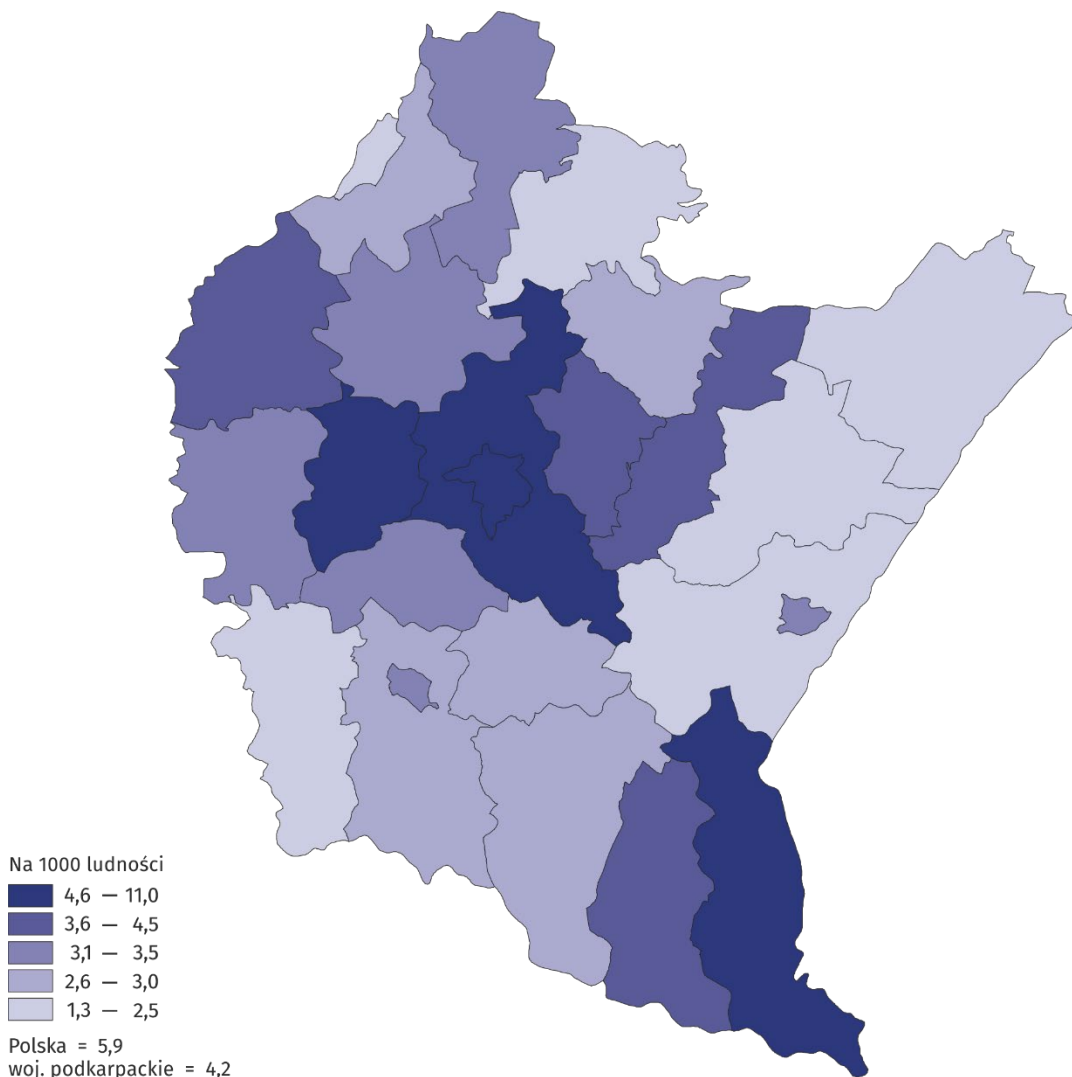 Na 1000 ludności
4,6 — 11,0
3,6 — 4,5
3,1 — 3,5
2,6 — 3,0
1,3 — 2,5
Polska = 5,9
woj. podkarpackie = 4,2